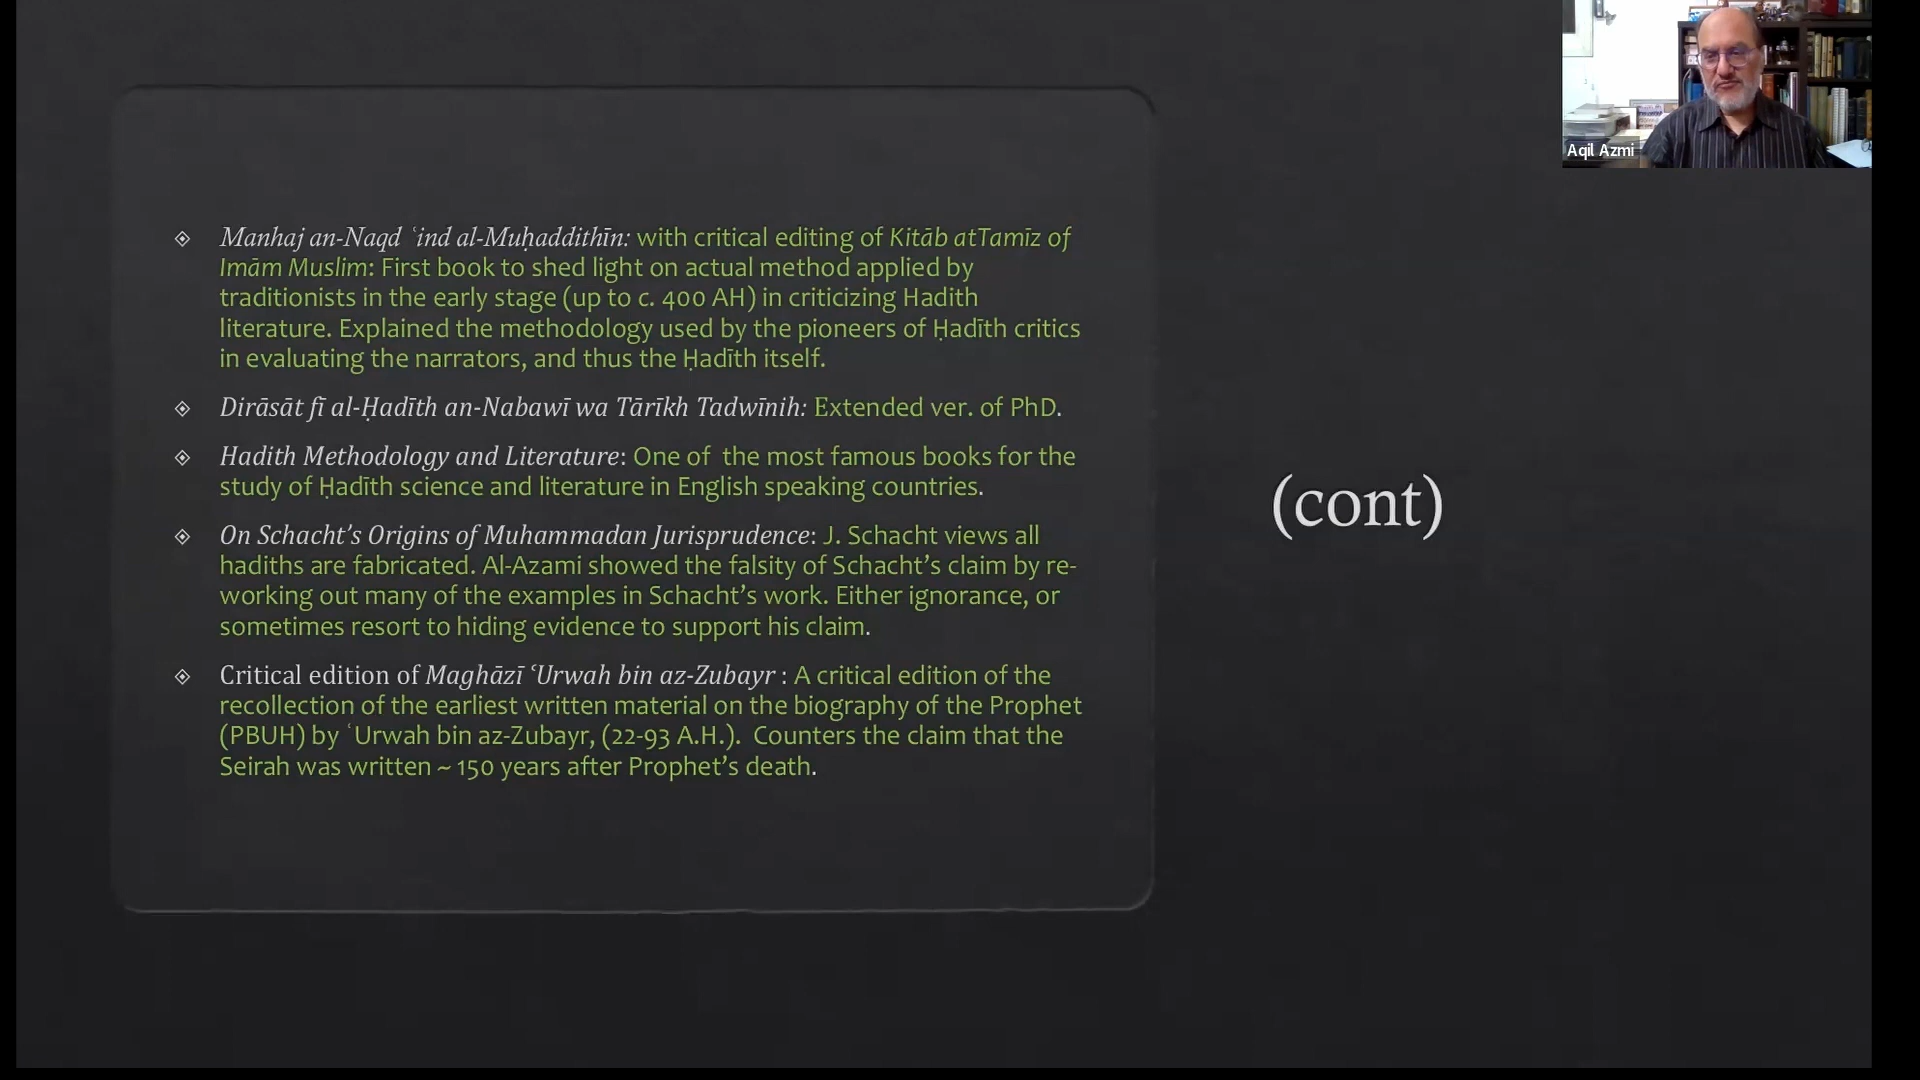 Aqil Azmi
Manhaj an-Naqd ʿind al-Muḥaddithīn: with critical editing of Kitāb atTamīz of
Imām Muslim: First book to shed light on actual method applied by
traditionists in the early stage (up to c. 400 AH) in criticizing Hadith
literature. Explained the methodology used by the pioneers of Ḥadīth critics
in evaluating the narrators, and thus the Ḥadīth itself.
Dirāsāt fī al-Ḥadīth an-Nabawī wa Tārīkh Tadwīnih: Extended ver. of PhD.
Hadith Methodology and Literature: One of  the most famous books for the
study of Ḥadīth science and literature in English speaking countries.
On Schacht’s Origins of Muhammadan Jurisprudence: J. Schacht views all
hadiths are fabricated. Al-Azami showed the falsity of Schacht’s claim by re-
working out many of the examples in Schacht’s work. Either ignorance, or
sometimes resort to hiding evidence to support his claim.
Critical edition of Maghāzī ʿUrwah bin az-Zubayr : A critical edition of the
recollection of the earliest written material on the biography of the Prophet
(PBUH) by ʿUrwah bin az-Zubayr, (22-93 A.H.).  Counters the claim that the
Seirah was written ~ 150 years after Prophet’s death.
(cont)